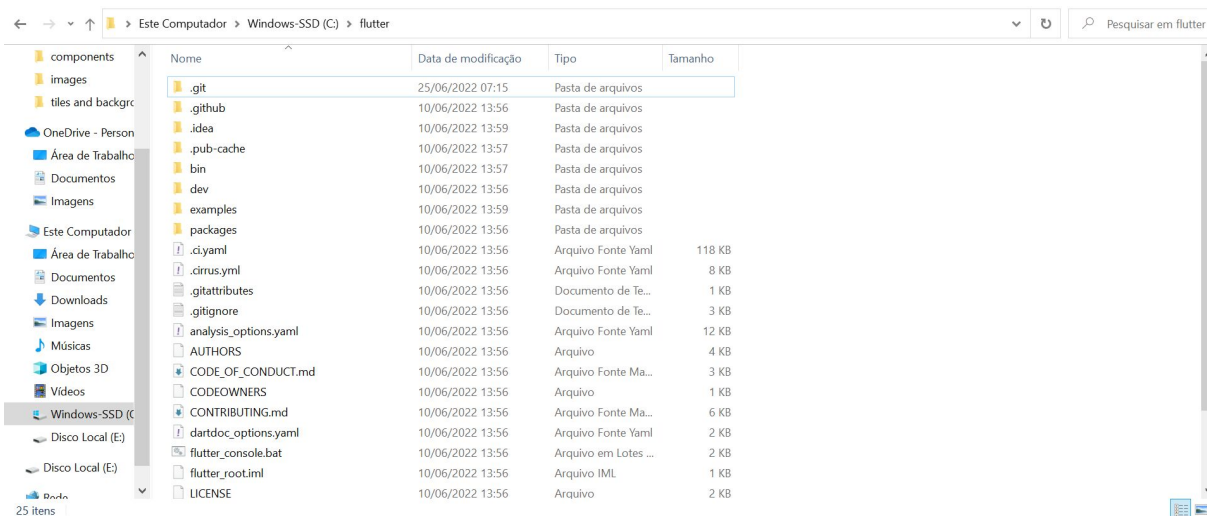 Este Computador > Windows-SSD (C:) > flutter
Pesquisar em flutter
components
images
tiles and backgrc
OneDrive - Person
Área de Trabalho
Documentos
Imagens
Este Computador
Área de Trabalho
Documentos
Downloads
Imagens
Músicas
Objetos 3D
Vídeos
Windows-SSD (C
Disco Local (E:)
Disco Local (E:)
Rede
Nome Data de modificação Tipo Tamanho
.git 25/06/2022 07:15 Pasta de arquivos
.github 10/06/2022 13:56 Pasta de arquivos
.idea 10/06/2022 13:59 Pasta de arquivos
.pub-cache 10/06/2022 13:57 Pasta de arquivos
bin 10/06/2022 13:57 Pasta de arquivos
dev 10/06/2022 13:56 Pasta de arquivos
examples 10/06/2022 13:59 Pasta de arquivos
packages 10/06/2022 13:56 Pasta de arquivos
.ci.yaml 10/06/2022 13:56 Arquivo Fonte Yaml 118 KB
.cirrus.yml 10/06/2022 13:56 Arquivo Fonte Yaml 8 KB
.gitattributes 10/06/2022 13:56 Documento de Te... 1 KB
.gitignore 10/06/2022 13:56 Documento de Te... 3 KB
analysis_options.yaml 10/06/2022 13:56 Arquivo Fonte Yaml 12 KB
AUTHORS 10/06/2022 13:56 Arquivo 4 KB
CODE_OF_CONDUCT.md 10/06/2022 13:56 Arquivo Fonte Ma... 3 KB
CODEOWNERS 10/06/2022 13:56 Arquivo 1 KB
CONTRIBUTING.md 10/06/2022 13:56 Arquivo Fonte Ma... 6 KB
dartdoc_options.yaml 10/06/2022 13:56 Arquivo Fonte Yaml 2 KB
flutter_console.bat 10/06/2022 13:56 Arquivo em Lotes ... 2 KB
flutter_root.iml 10/06/2022 13:56 Arquivo IML 1 KB
LICENSE 10/06/2022 13:56 Arquivo 2 KB
25 itens